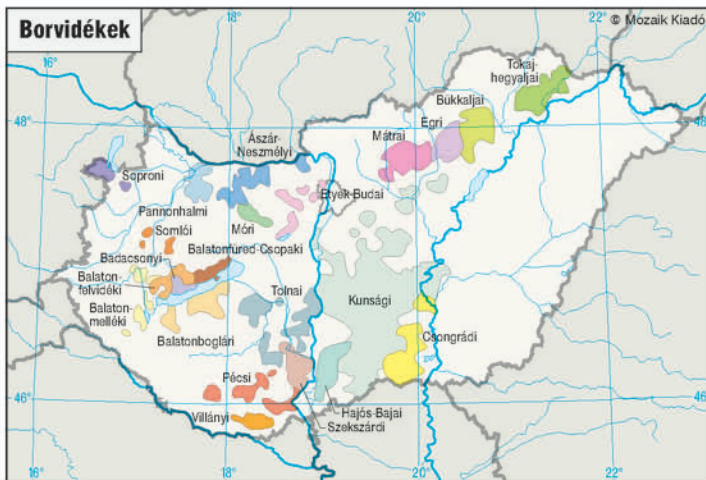 Borvidékek
© Mozaik Kiadó
18°
20°
22°
16°
48°
48°
Tokaj-
hegyaljai
Bükkaljai
Egri
Mátrai
Ászár-
Neszmélyi
Soproni
Etyek-Budai
Pannonhalmi
Somlói
Móri
Badacsonyi
Balatonfüred-Csopaki
Balaton-
felvidéki
Balaton-
melléki
Tolnai
Kunsági
Balatonboglári
Csongrádi
Pécsi
46°
46°
Villányi
Hajós-Bajai
Szekszárdi
16°
18°
20°
22°